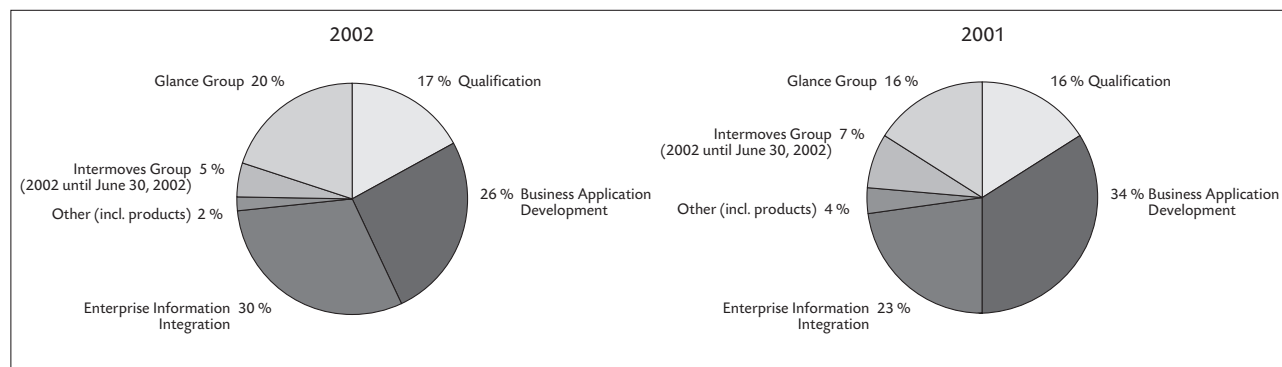 2002
Glance Group 20 %
17 % Qualification
Intermoves Group 5 %
(2002 until June 30, 2002)
Other (incl. products) 2 %
26 % Business Application
Development
Enterprise Information 30 %
Integration
2001
Glance Group 16 %
16 % Qualification
Intermoves Group 7 %
(2002 until June 30, 2002)
Other (incl. products) 4 %
34 % Business Application
Development
Enterprise Information 23 %
Integration